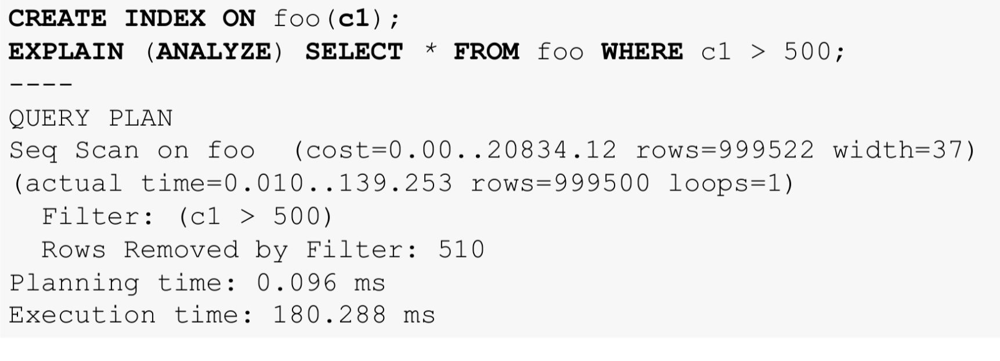 CREATE INDEX ON foo(c1);
EXPLAIN (ANALYZE) SELECT * FROM foo WHERE c1 > 500;
----
QUERY PLAN
Seq Scan on foo  (cost=0.00..20834.12 rows=999522 width=37)
(actual time=0.010..139.253 rows=999500 loops=1)
  Filter: (c1 > 500)
  Rows Removed by Filter: 510
Planning time: 0.096 ms
Execution time: 180.288 ms